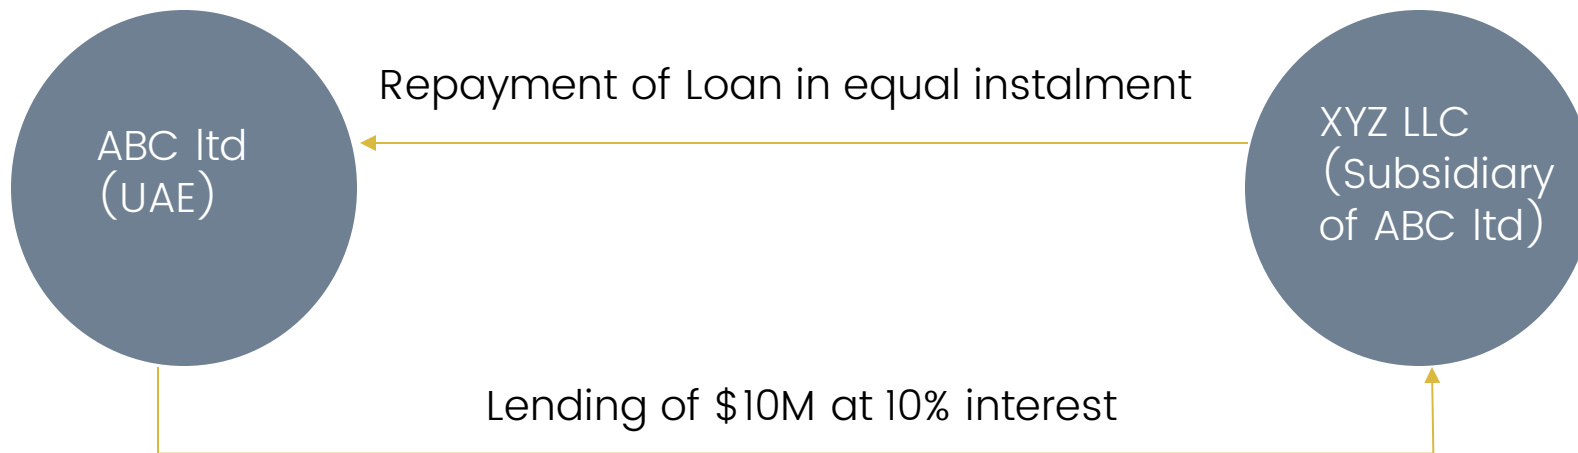 Repayment of Loan in equal instalment
ABC ltd
(UAE)
XYZ LLC
(Subsidiary
of ABC ltd)
Lending of $10M at 10% interest